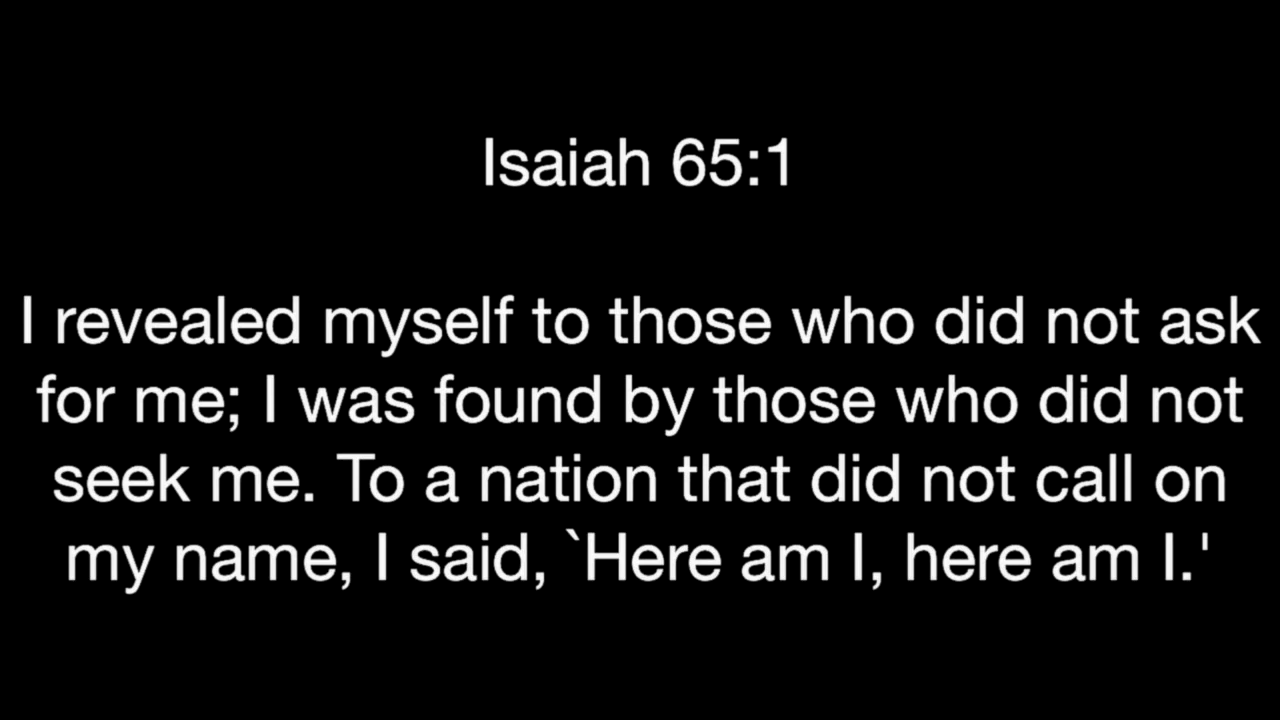 Isaiah 65:1
I revealed myself to those who did not ask
for me; I was found by those who did not
seek me. To a nation that did not call on
my name, I said, `Here am I, here am I.'